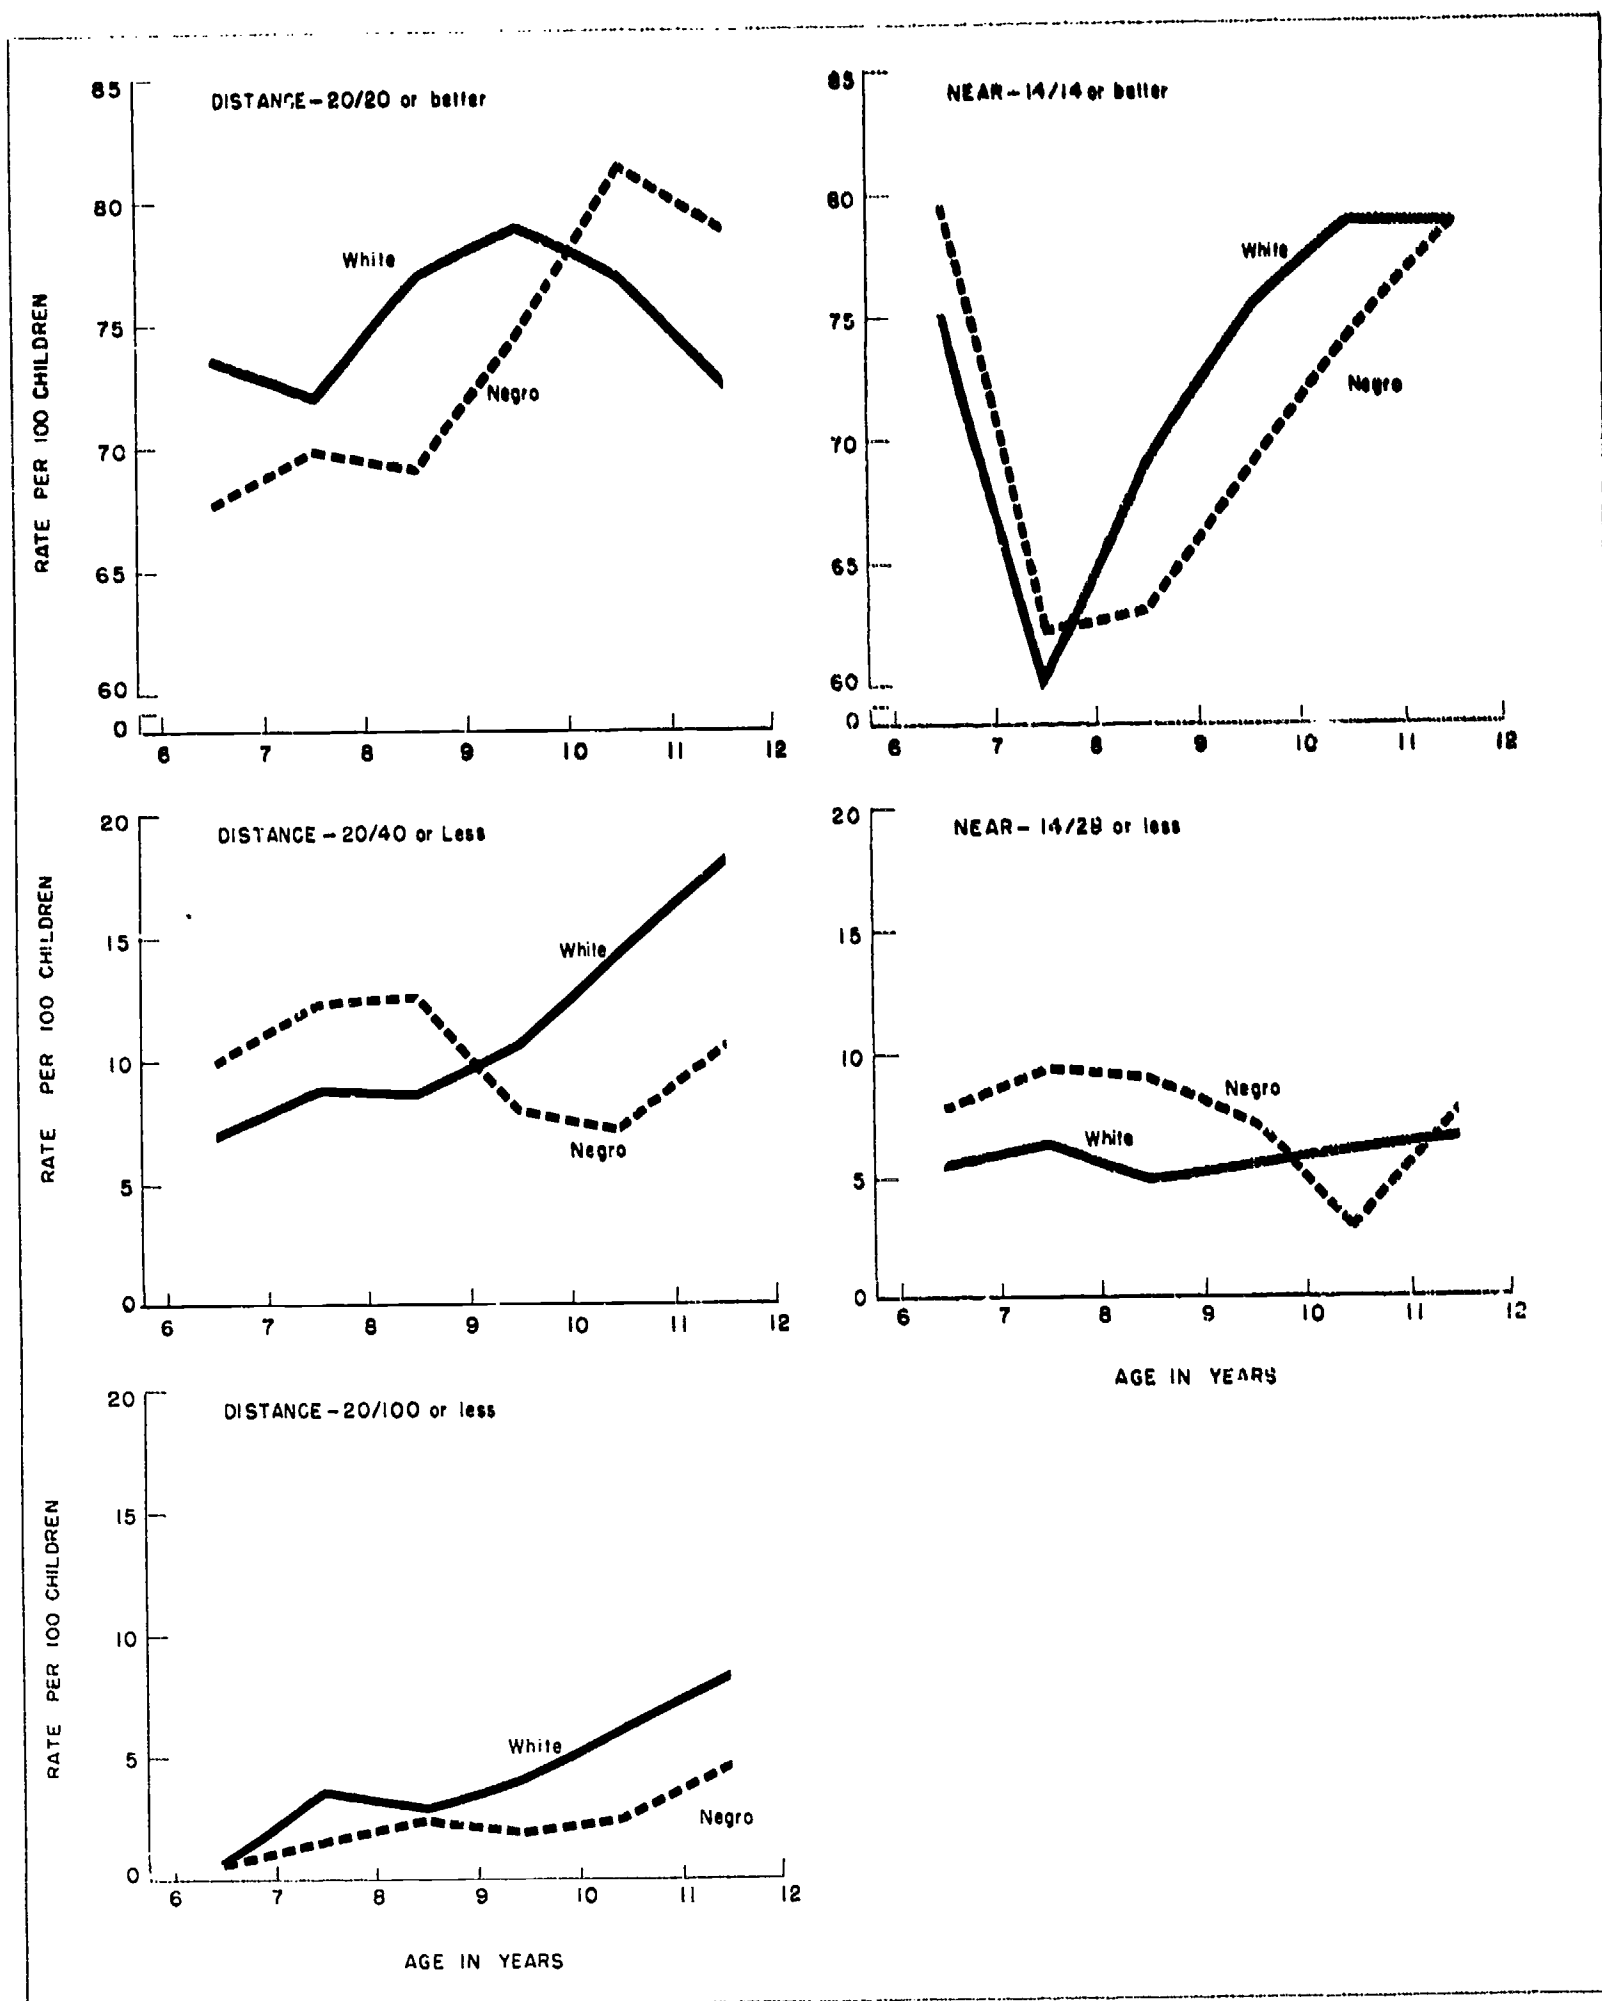 DISTANCE-20/20 or better
85
80
75
70
65
60
0
White
Negro
6 7 8 9 10 11 12
RATE PER 100 CHILDREN
NEAR-14/14 or better
85
80
75
70
65
60
0
White
Negro
6 7 8 9 10 11 12
DISTANCE-20/40 or Less
20
15
10
5
0
White
Negro
6 7 8 9 10 11 12
RATE PER 100 CHILDREN
NEAR-14/28 or less
20
15
10
5
0
Negro
White
6 7 8 9 10 11 12
AGE IN YEARS
DISTANCE-20/100 or less
20
15
10
5
0
White
Negro
6 7 8 9 10 11 12
RATE PER 100 CHILDREN
AGE IN YEARS